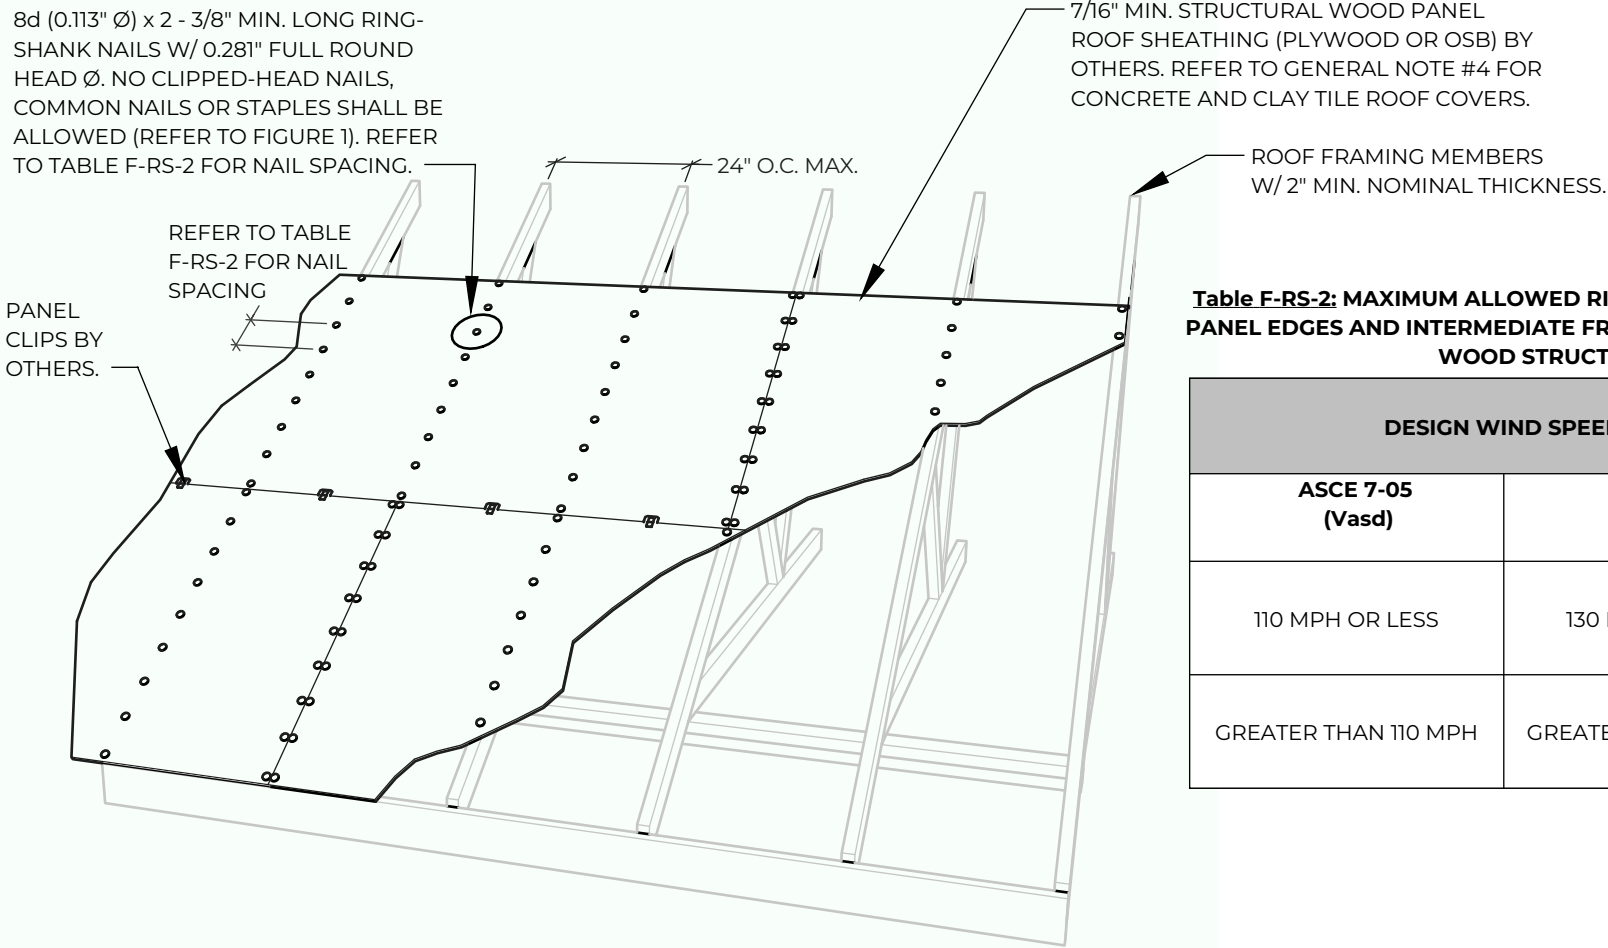 8d (0.113" Ø) x 2 - 3/8" MIN. LONG RING-
SHANK NAILS W/ 0.281" FULL ROUND
HEAD Ø. NO CLIPPED-HEAD NAILS,
COMMON NAILS OR STAPLES SHALL BE
ALLOWED (REFER TO FIGURE 1). REFER
TO TABLE F-RS-2 FOR NAIL SPACING.
7/16" MIN. STRUCTURAL WOOD PANEL
ROOF SHEATHING (PLYWOOD OR OSB) BY
OTHERS. REFER TO GENERAL NOTE #4 FOR
CONCRETE AND CLAY TILE ROOF COVERS.
24" O.C. MAX.
ROOF FRAMING MEMBERS
W/ 2" MIN. NOMINAL THICKNESS.
REFER TO TABLE
F-RS-2 FOR NAIL
SPACING
PANEL
CLIPS BY
OTHERS.
Table F-RS-2: MAXIMUM ALLOWED RI
PANEL EDGES AND INTERMEDIATE FR
WOOD STRUCT
DESIGN WIND SPEE
ASCE 7-05
(Vasd)
110 MPH OR LESS
130
GREATER THAN 110 MPH
GREATE